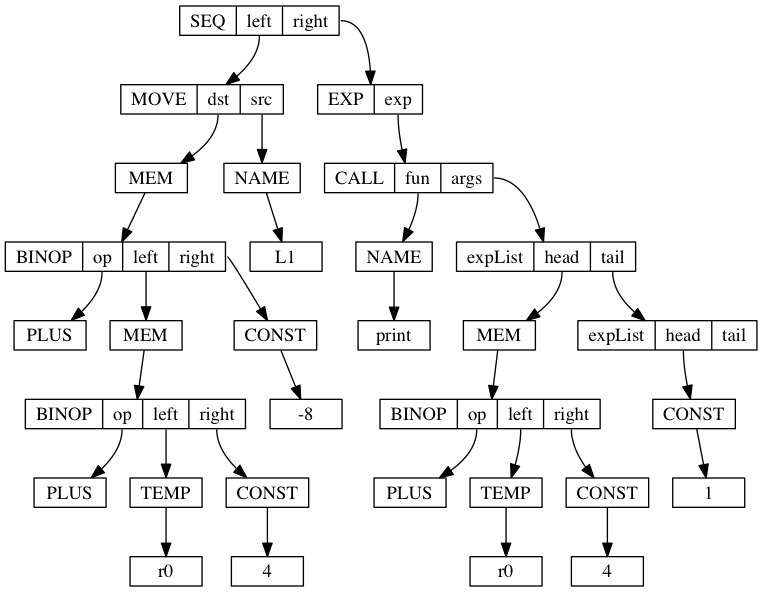 SEQ left right
MOVE dst src EXP exp
MEM NAME CALL fun args
BINOP op left right L1 NAME expList head tail
PLUS MEM CONST print MEM expList head tail
BINOP op left right -8 BINOP op left right CONST
PLUS TEMP CONST PLUS TEMP CONST 1
r0 4 r0 4